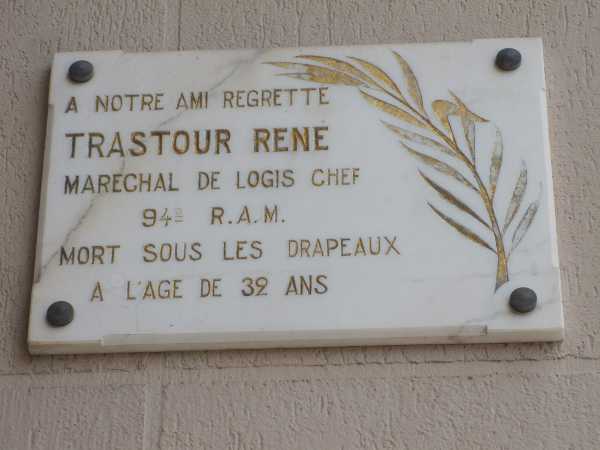 A NOTRE AMI REGRETTE
TRASTOUR RENE
MARECHAL DE LOGIS CHEF
94e R.A.M.
MORT SOUS LES DRAPEAUX
A L'AGE DE 32 ANS